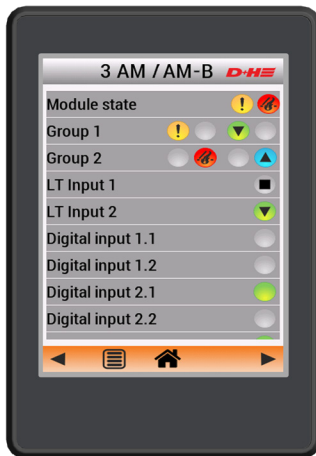 3 AM / AM-B D+H
Module state
Group 1
Group 2
LT Input 1
LT Input 2
Digital input 1.1
Digital input 1.2
Digital input 2.1
Digital input 2.2